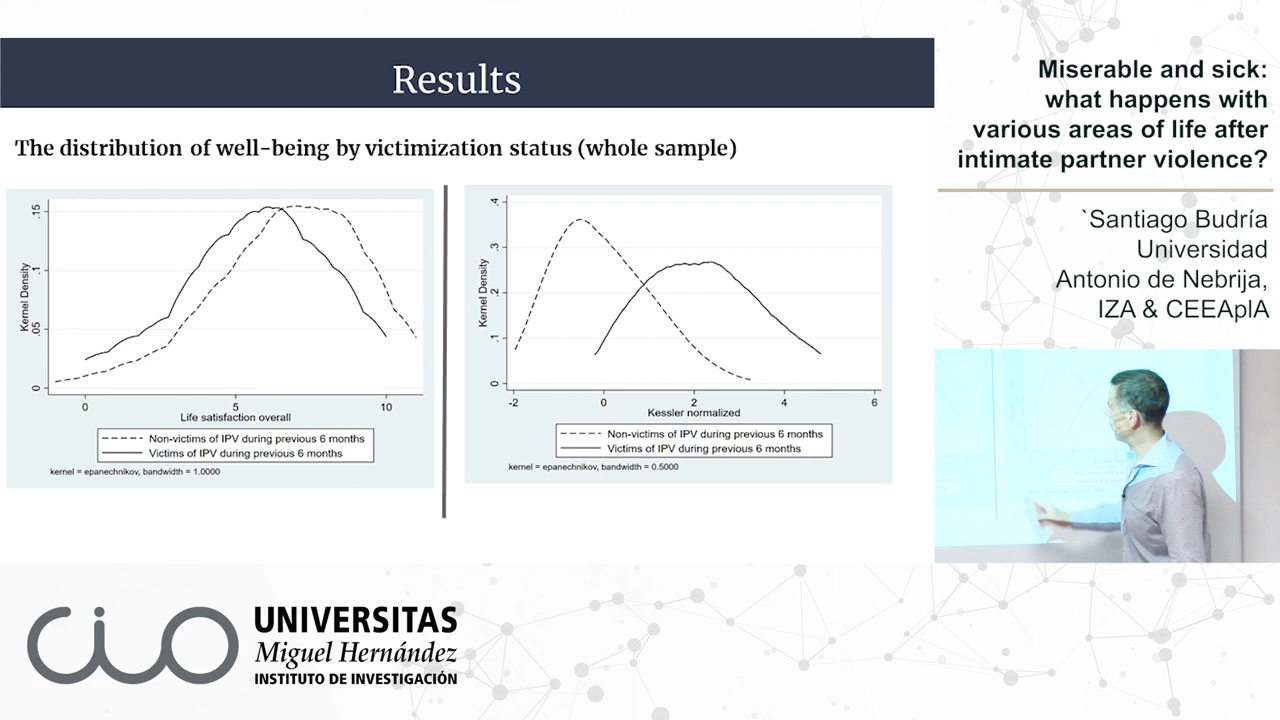 Results
The distribution of well-being by victimization status (whole sample)
Kernel Density
0
.05
.1
.15
0
5
10
Life satisfaction overall
Non-victims of IPV during previous 6 months
Victims of IPV during previous 6 months
kernel = epanechnikov, bandwidth = 1.0000
Kernel Density
0
.1
.2
.3
.4
-2
0
2
4
6
Kessler normalized
Non-victims of IPV during previous 6 months
Victims of IPV during previous 6 months
kernel = epanechnikov, bandwidth = 0.5000
Miserable and sick:
what happens with
various areas of life after
intimate partner violence?
`Santiago Budría
Universidad
Antonio de Nebrija,
IZA & CEEAplA
cio
UNIVERSITAS
Miguel Hernández
INSTITUTO DE INVESTIGACIÓN